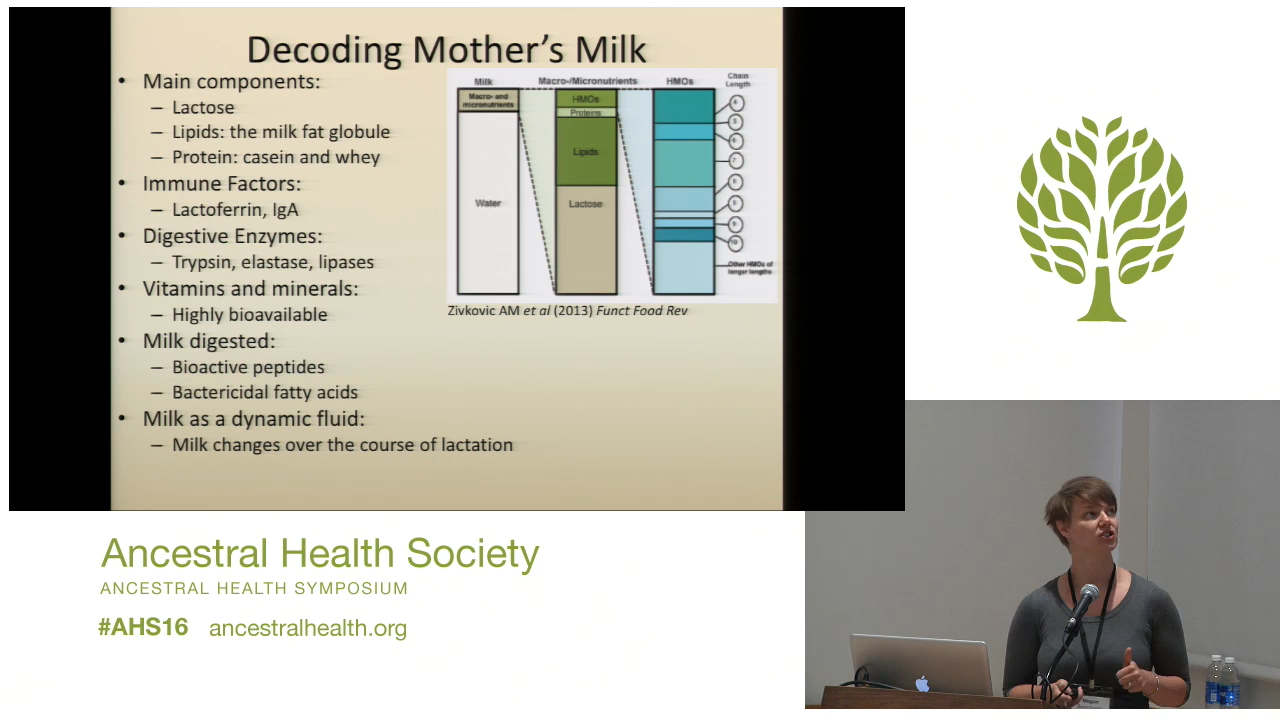 Decoding Mother's Milk
• Main components:
– Lactose
– Lipids: the milk fat globule
– Protein: casein and whey
• Immune Factors:
– Lactoferrin, IgA
• Digestive Enzymes:
– Trypsin, elastase, lipases
• Vitamins and minerals:
– Highly bioavailable
• Milk digested:
– Bioactive peptides
– Bactericidal fatty acids
• Milk as a dynamic fluid:
– Milk changes over the course of lactation
Milk
Macro-/Micronutrients
HMOs
Chain
Length
Macro- and
micronutrients
Water
HMOs
Proteins
Lipids
Lactose
Other HMOs of
longer lengths
Zivkovic AM et al (2013) Funct Food Rev
Ancestral Health Society
ANCESTRAL HEALTH SYMPOSIUM
#AHS16 ancestralhealth.org